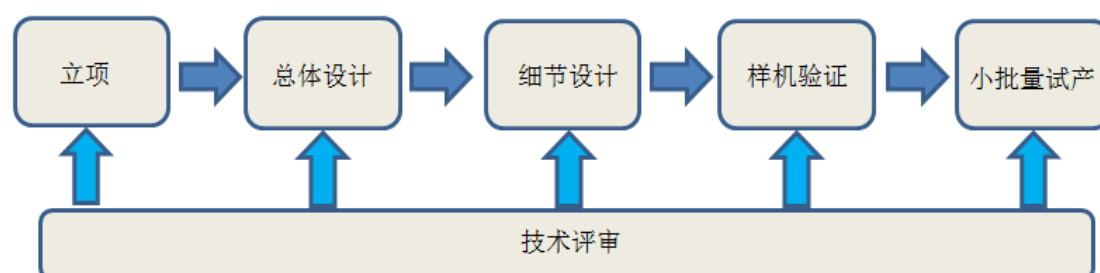 立项
总体设计
细节设计
样机验证
小批量试产
技术评审